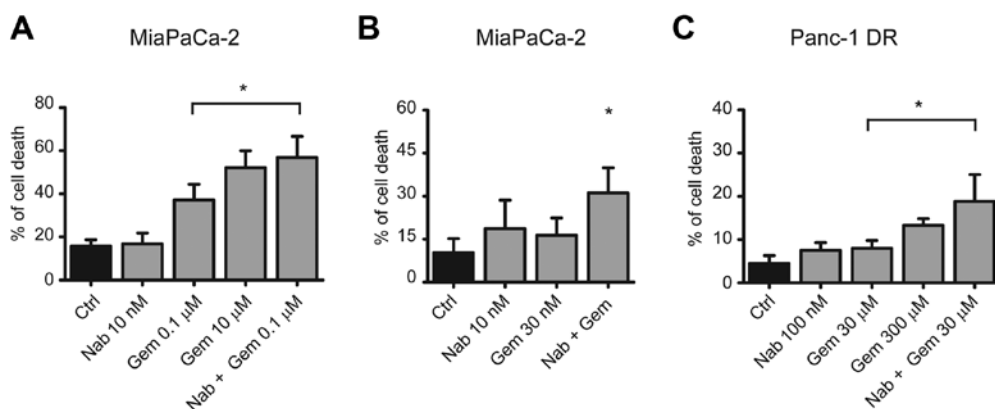 A
MiaPaCa-2
% of cell death
80
60
40
20
0
*
Ctrl
Nab 10 nM
Gem 0.1 µM
Gem 10 µM
Nab + Gem 0.1 µM
B
MiaPaCa-2
% of cell death
60
45
30
15
0
*
Ctrl
Nab 10 nM
Gem 30 nM
Nab + Gem
C
Panc-1 DR
% of cell death
40
30
20
10
0
*
Ctrl
Nab 100 nM
Gem 30 µM
Gem 300 µM
Nab + Gem 30 µM